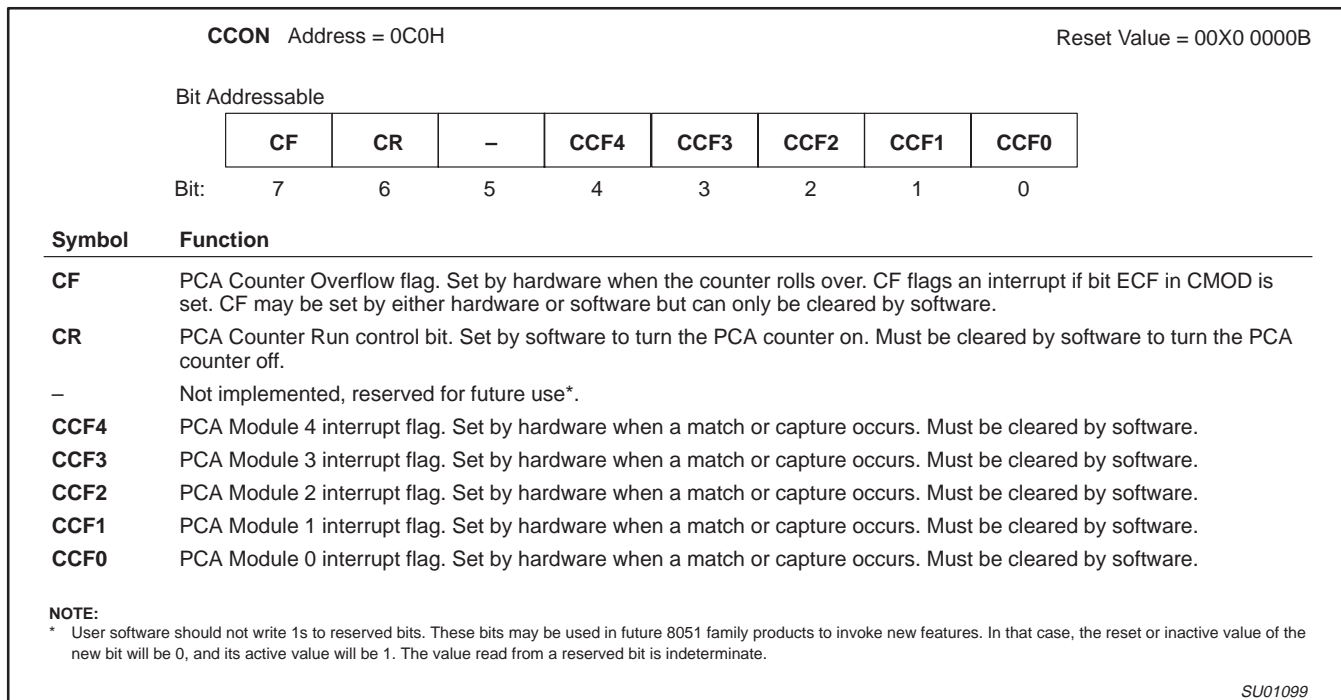 CCON Address = 0C0H Reset Value = 00X0 0000B
Bit Addressable
CF CR – CCF4 CCF3 CCF2 CCF1 CCF0
Bit: 7 6 5 4 3 2 1 0
Symbol Function
CF PCA Counter Overflow flag. Set by hardware when the counter rolls over. CF flags an interrupt if bit ECF in CMOD is
set. CF may be set by either hardware or software but can only be cleared by software.
CR PCA Counter Run control bit. Set by software to turn the PCA counter on. Must be cleared by software to turn the PCA
counter off.
– Not implemented, reserved for future use*.
CCF4 PCA Module 4 interrupt flag. Set by hardware when a match or capture occurs. Must be cleared by software.
CCF3 PCA Module 3 interrupt flag. Set by hardware when a match or capture occurs. Must be cleared by software.
CCF2 PCA Module 2 interrupt flag. Set by hardware when a match or capture occurs. Must be cleared by software.
CCF1 PCA Module 1 interrupt flag. Set by hardware when a match or capture occurs. Must be cleared by software.
CCF0 PCA Module 0 interrupt flag. Set by hardware when a match or capture occurs. Must be cleared by software.
NOTE:
* User software should not write 1s to reserved bits. These bits may be used in future 8051 family products to invoke new features. In that case, the reset or inactive value of the
new bit will be 0, and its active value will be 1. The value read from a reserved bit is indeterminate.
SU01099